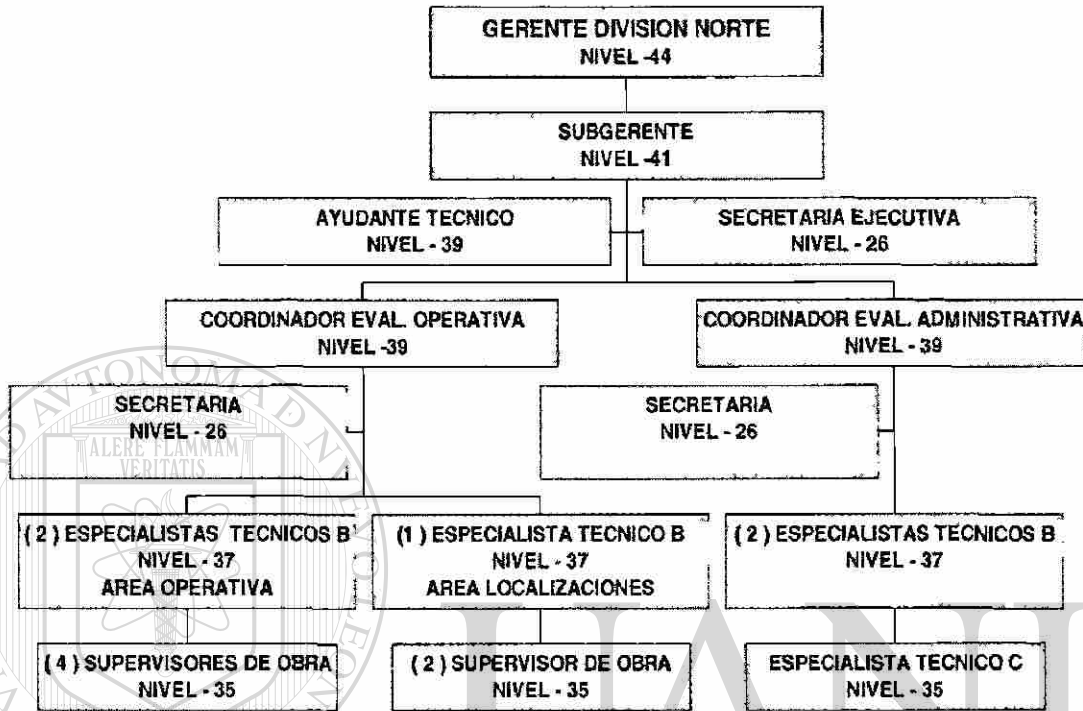 GERENTE DIVISION NORTE
NIVEL -44
SUBGERENTE
NIVEL -41
AYUDANTE TECNICO
NIVEL - 39
SECRETARIA EJECUTIVA
NIVEL - 26
COORDINADOR EVAL. OPERATIVA
NIVEL -39
COORDINADOR EVAL. ADMINISTRATIVA
NIVEL - 39
SECRETARIA
NIVEL - 26
SECRETARIA
NIVEL - 26
( 2 ) ESPECIALISTAS TECNICOS B
NIVEL - 37
AREA OPERATIVA
(1 ) ESPECIALISTA TECNICO B
NIVEL - 37
AREA LOCALIZACIONES
( 2 ) ESPECIALISTAS TECNICOS B
NIVEL - 37
( 4 ) SUPERVISORES DE OBRA
NIVEL - 35
( 2 ) SUPERVISOR DE OBRA
NIVEL - 35
ESPECIALISTA TECNICO C
NIVEL - 35
ALERE FLAMMAM
VERITATIS